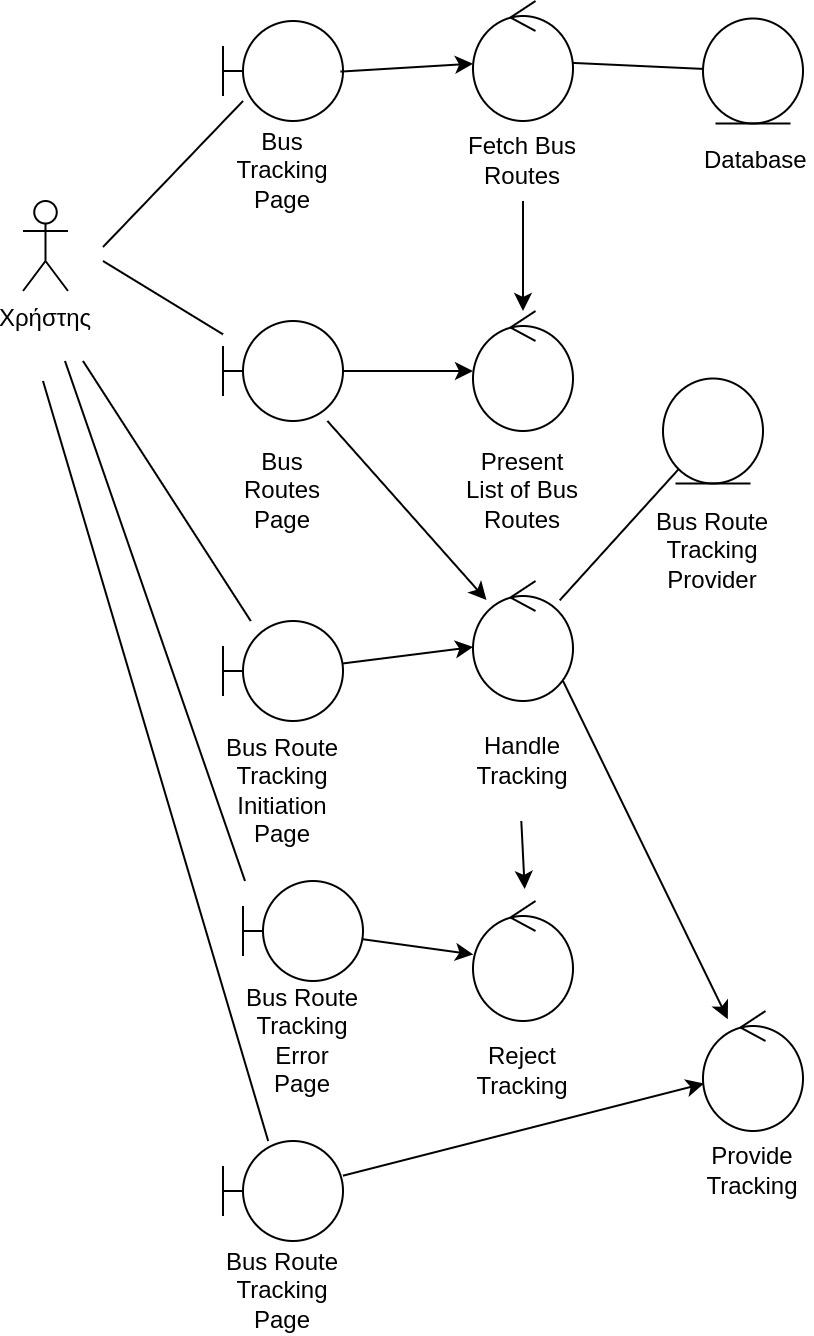 Bus
Tracking
Page
Fetch Bus
Routes
Database
Χρήστης
Bus
Routes
Page
Present
List of Bus
Routes
Bus Route
Tracking
Provider
Bus Route
Tracking
Initiation
Page
Handle
Tracking
Bus Route
Tracking
Error
Page
Reject
Tracking
Provide
Tracking
Bus Route
Tracking
Page